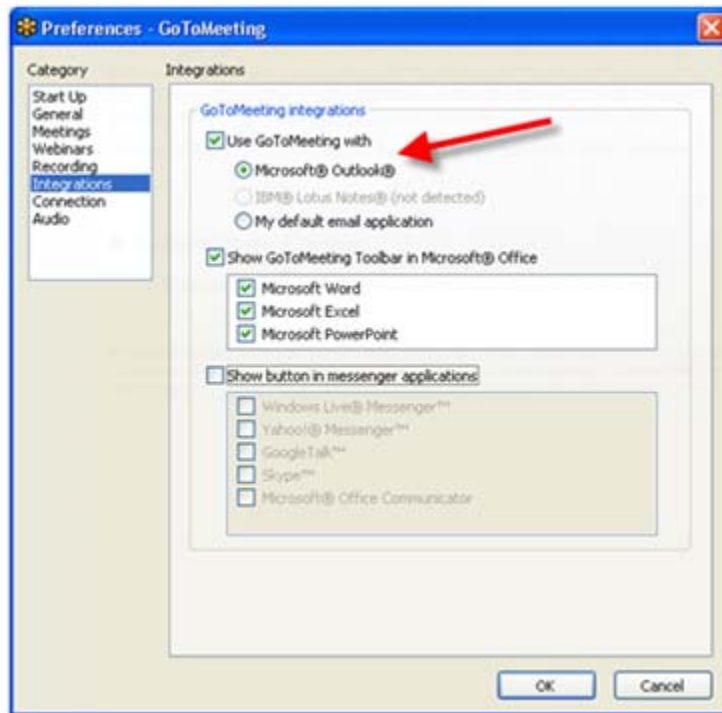 Preferences - GoToMeeting
Category
Integrations
Start Up
General
Meetings
Webinars
Recording
Integrations
Connection
Audio
GoToMeeting integrations
Use GoToMeeting with
Microsoft® Outlook®
IBM® Lotus Notes® (not detected)
My default email application
Show GoToMeeting Toolbar in Microsoft® Office
Microsoft Word
Microsoft Excel
Microsoft PowerPoint
Show button in messenger applications
Windows Live® Messenger™
Yahoo!® Messenger™
GoogleTalk™
Skype™
Microsoft® Office Communicator
OK
Cancel